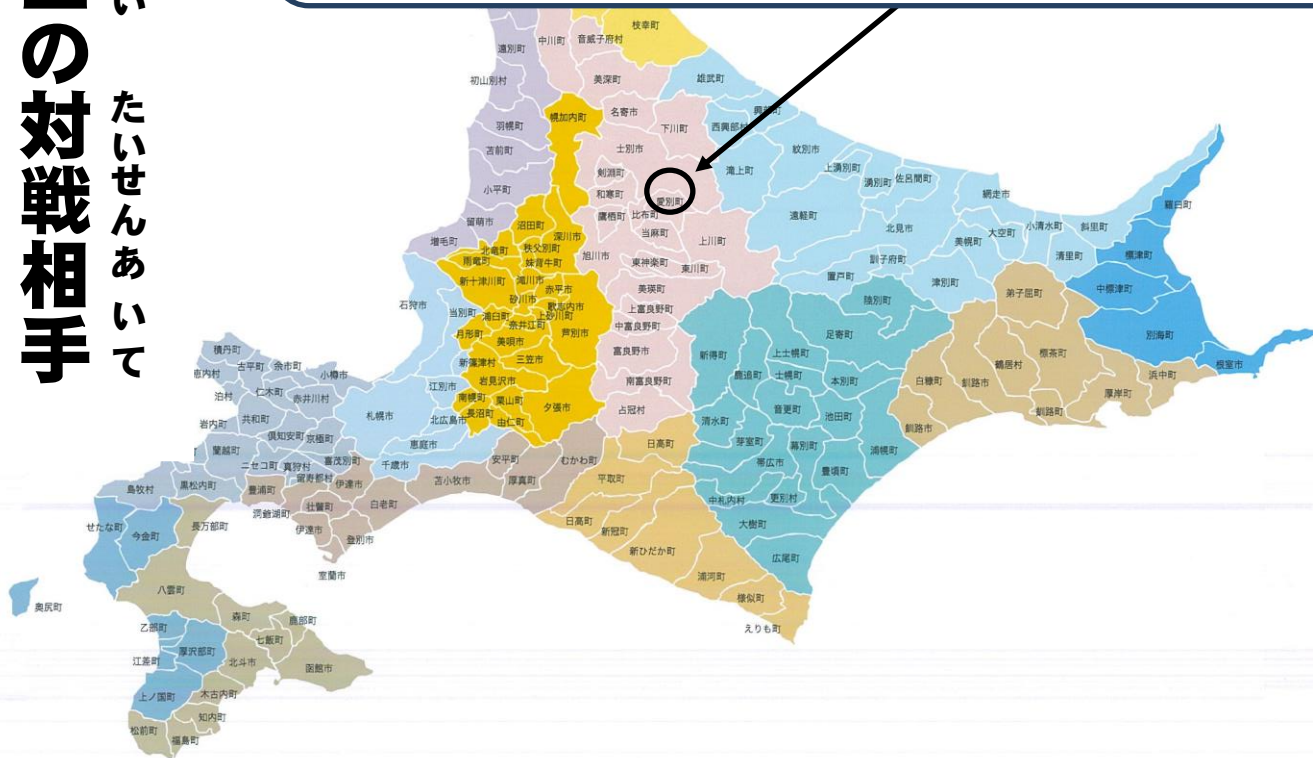 の対戦相手
たいせんあいて
枝幸町
中川町
音威子府村
遠別町
美深町
雄武町
初山別村
名寄市
幌加内町
羽幌町
下川町
西興部村
士別市
紋別市
苫前町
剣淵町
滝上町
上湧別町
湧別町
佐呂間町
小平町
和寒町
愛別町
網走市
羅臼町
鷹栖町
比布町
遠軽町
留萌市
沼田町
当麻町
北見市
大空町
小清水町
斜里町
増毛町
北竜町
秩父別町
深川市
旭川市
上川町
美幌町
清里町
標津町
雨竜町
妹背牛町
東神楽町
東川町
訓子府町
新十津川町
滝川市
赤平市
美瑛町
置戸町
津別町
弟子屈町
中標津町
石狩市
砂川市
歌志内市
上富良野町
陸別町
当別町
浦臼町
奈井江町
上砂川町
芦別市
中富良野町
月形町
美唄市
足寄町
別海町
積丹町
新篠津村
三笠市
富良野市
新得町
上士幌町
標茶町
古平町
余市町
小樽市
江別市
岩見沢市
南富良野町
鹿追町
士幌町
本別町
白糠町
釧路市
鶴居村
浜中町
根室市
泊村
仁木町
赤井川村
南幌町
栗山町
夕張市
占冠村
厚岸町
岩内町
共和町
札幌市
北広島市
長沼町
由仁町
清水町
音更町
池田町
釧路町
倶知安町
京極町
恵庭市
日高町
芽室町
幕別町
浦幌町
釧路市
蘭越町
喜茂別町
千歳市
安平町
むかわ町
帯広市
豊頃町
ニセコ町
真狩村
留寿都村
伊達市
苫小牧市
厚真町
平取町
島牧村
黒松内町
豊浦町
壮瞥町
白老町
中札内村
更別村
洞爺湖町
日高町
大樹町
せたな町
今金町
長万部町
伊達市
登別市
新冠町
新ひだか町
広尾町
室蘭市
浦河町
八雲町
様似町
奥尻町
森町
鹿部町
えりも町
乙部町
七飯町
江差町
厚沢部町
北斗市
函館市
上ノ国町
木古内町
知内町
松前町
福島町